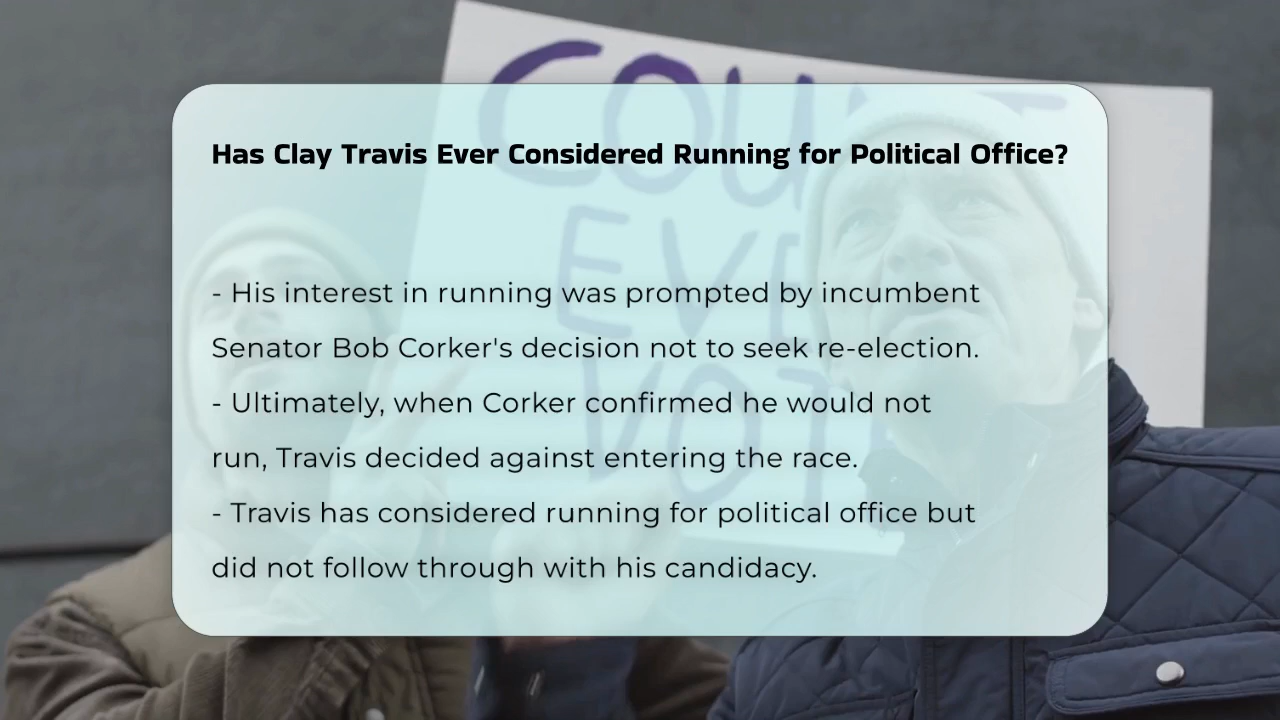 Has Clay Travis Ever Considered Running for Political Office?
- His interest in running was prompted by incumbent
Senator Bob Corker's decision not to seek re-election.
- Ultimately, when Corker confirmed he would not
run, Travis decided against entering the race.
- Travis has considered running for political office but
did not follow through with his candidacy.